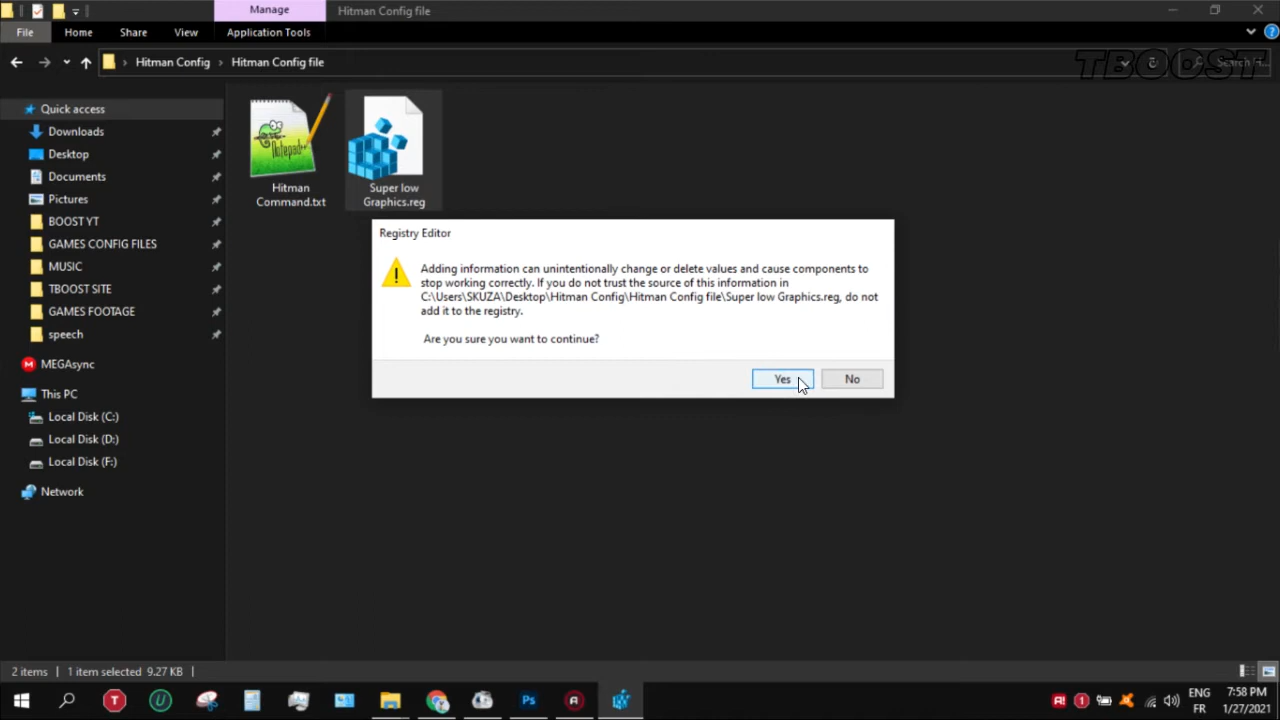 Manage
Hitman Config file
File
Home
Share
View
Application Tools
Hitman Config
Hitman Config file
TBOOST
Search H...
Quick access
Downloads
Desktop
Documents
Pictures
BOOST YT
GAMES CONFIG FILES
MUSIC
TBOOST SITE
GAMES FOOTAGE
speech
MEGAsync
This PC
Local Disk (C:)
Local Disk (D:)
Local Disk (F:)
Network
Notepad++
Hitman
Command.txt
Super low
Graphics.reg
Registry Editor
Adding information can unintentionally change or delete values and cause components to
stop working correctly. If you do not trust the source of this information in
C:\Users\SKUZA\Desktop\Hitman Config\Hitman Config file\Super low Graphics.reg, do not
add it to the registry.
Are you sure you want to continue?
Yes
No
2 items
1 item selected 9.27 KB
T
U
Ps
A
A!
1
ENG
FR
7:58 PM
1/27/2021